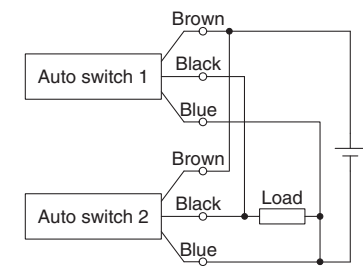 Brown
Auto switch 1
Black
Blue
Brown
Auto switch 2
Black
Load
Blue